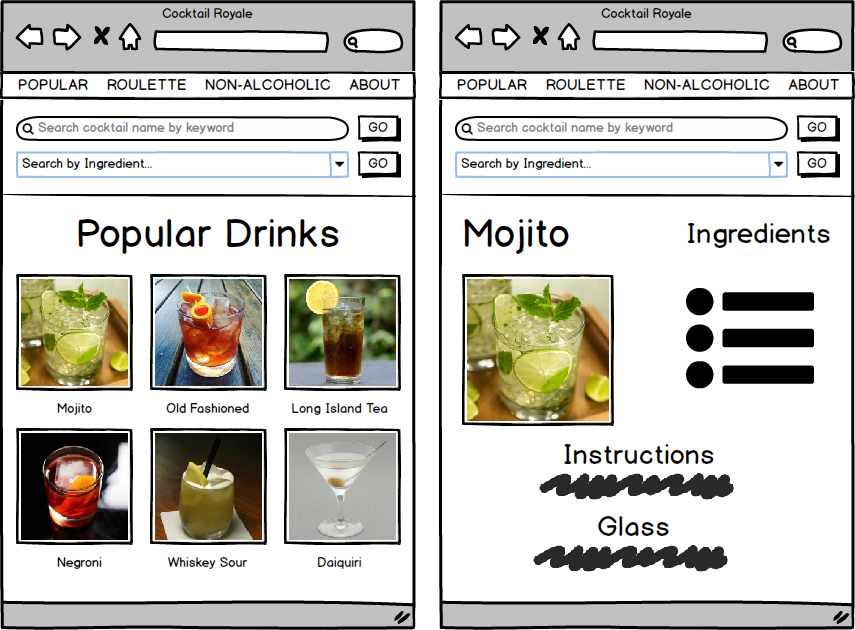 Cocktail Royale
POPULAR ROULETTE NON-ALCOHOLIC ABOUT
Search cocktail name by keyword GO
Search by Ingredient... GO
Popular Drinks
Mojito Old Fashioned Long Island Tea
Negroni Whiskey Sour Daiquiri
Cocktail Royale
POPULAR ROULETTE NON-ALCOHOLIC ABOUT
Search cocktail name by keyword GO
Search by Ingredient... GO
Mojito Ingredients
Instructions
Glass